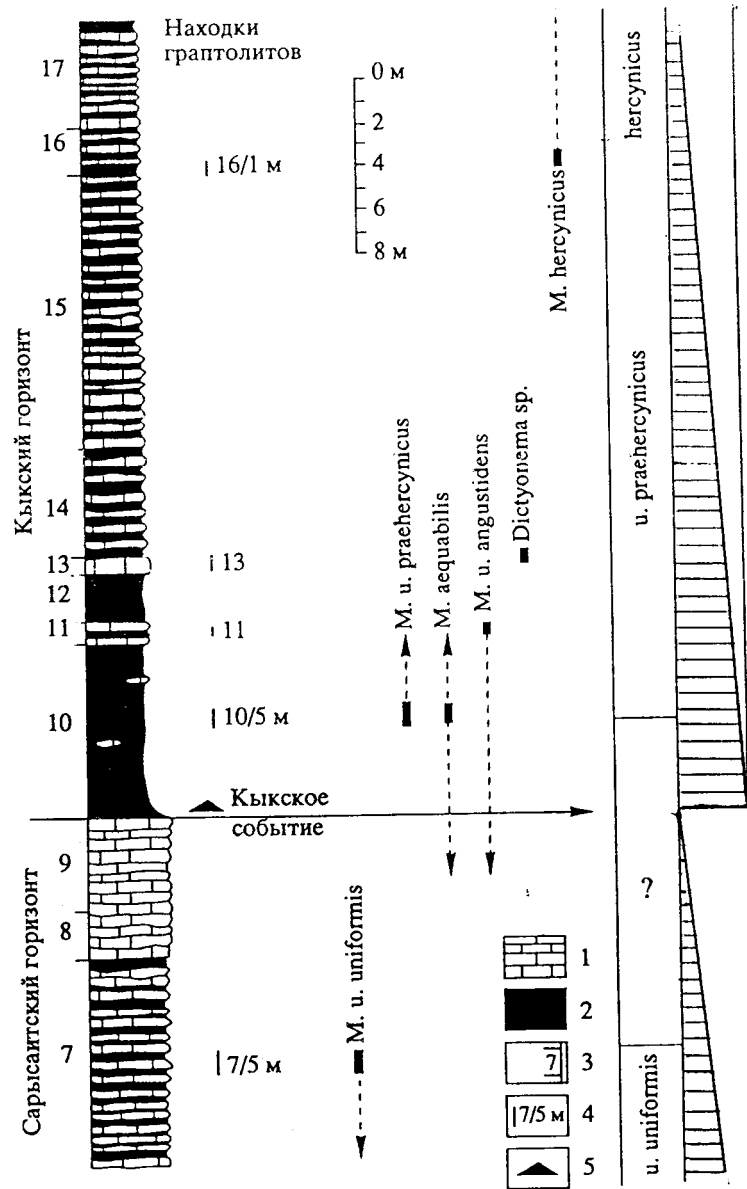 Находки
граптолитов
0 м
2
4
6
8 м
17
16
15
14
13
12
11
10
9
8
7
Кыкский горизонт
Сарысаитский горизонт
16/1 м
13
11
10/5 м
7/5 м
Кыкское
событие
M. u. uniformis
M. u. praehercynicus
M. aequabilis
M. u. angustidens
Dictyonema sp.
M. hercynicus
hercynicus
u. praehercynicus
?
u. uniformis
1
2
7 3
7/5 м 4
5